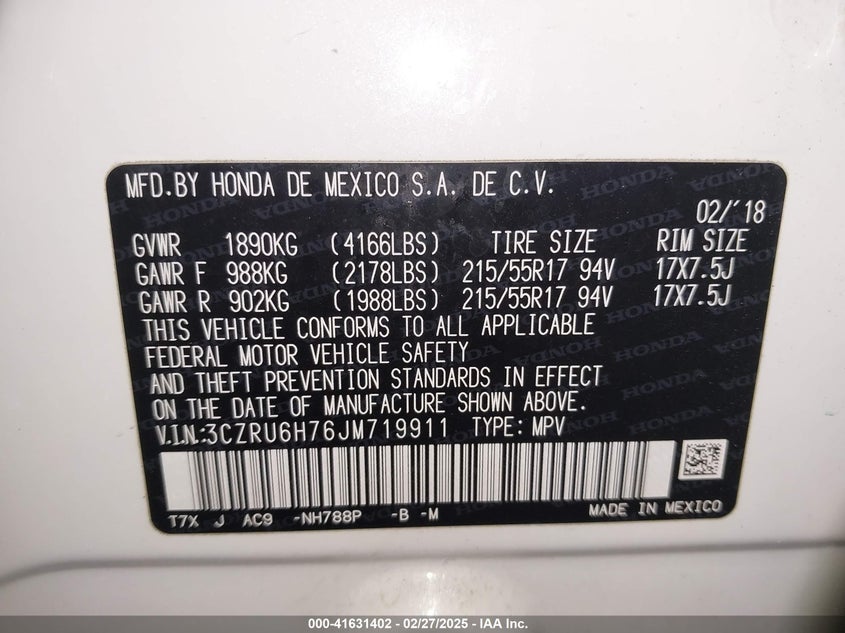 MFD.BY HONDA DE MEXICO S.A. DE C.V.
02/'18
GVWR 1890KG (4166LBS) TIRE SIZE RIM SIZE
GAWR F 988KG (2178LBS) 215/55R17 94V 17X7.5J
GAWR R 902KG (1988LBS) 215/55R17 94V 17X7.5J
THIS VEHICLE CONFORMS TO ALL APPLICABLE
FEDERAL MOTOR VEHICLE SAFETY
AND THEFT PREVENTION STANDARDS IN EFFECT
ON THE DATE OF MANUFACTURE SHOWN ABOVE.
V.I.N.:3CZRU6H76JM719911 TYPE: MPV
T7X J AC9 -NH788P -B -M MADE IN MEXICO
000-41631402 / 02/27/2025 - IAA Inc.